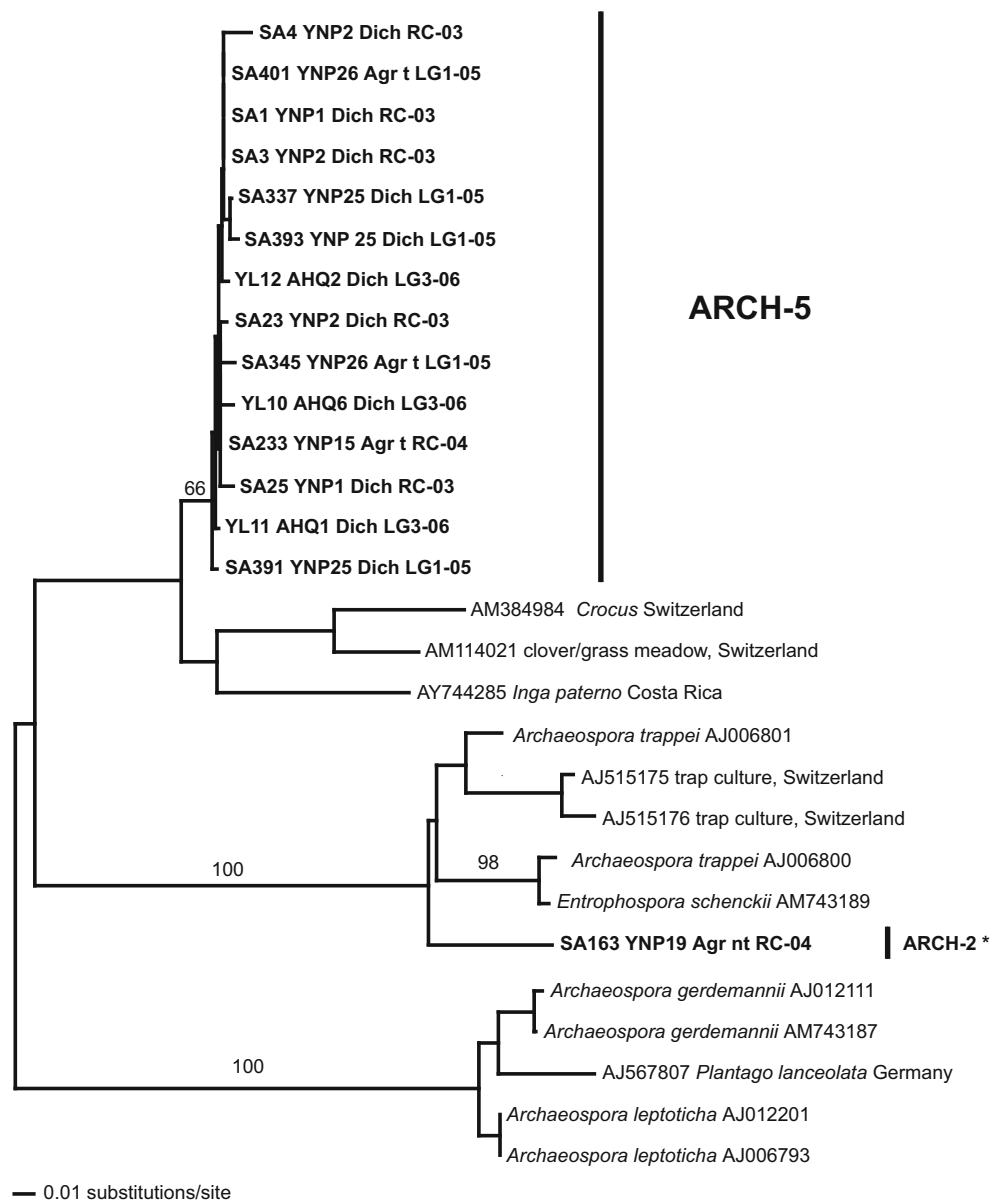 SA4 YNP2 Dich RC-03
SA401 YNP26 Agr t LG1-05
SA1 YNP1 Dich RC-03
SA3 YNP2 Dich RC-03
SA337 YNP25 Dich LG1-05
SA393 YNP 25 Dich LG1-05
YL12 AHQ2 Dich LG3-06
ARCH-5
SA23 YNP2 Dich RC-03
SA345 YNP26 Agr t LG1-05
YL10 AHQ6 Dich LG3-06
SA233 YNP15 Agr t RC-04
66
SA25 YNP1 Dich RC-03
YL11 AHQ1 Dich LG3-06
SA391 YNP25 Dich LG1-05
AM384984 Crocus Switzerland
AM114021 clover/grass meadow, Switzerland
AY744285 Inga paterno Costa Rica
Archaeospora trappei AJ006801
AJ515175 trap culture, Switzerland
AJ515176 trap culture, Switzerland
Archaeospora trappei AJ006800
98
100
Entrophospora schenckii AM743189
SA163 YNP19 Agr nt RC-04
ARCH-2 *
Archaeospora gerdemannii AJ012111
Archaeospora gerdemannii AM743187
100
AJ567807 Plantago lanceolata Germany
Archaeospora leptoticha AJ012201
Archaeospora leptoticha AJ006793
0.01 substitutions/site